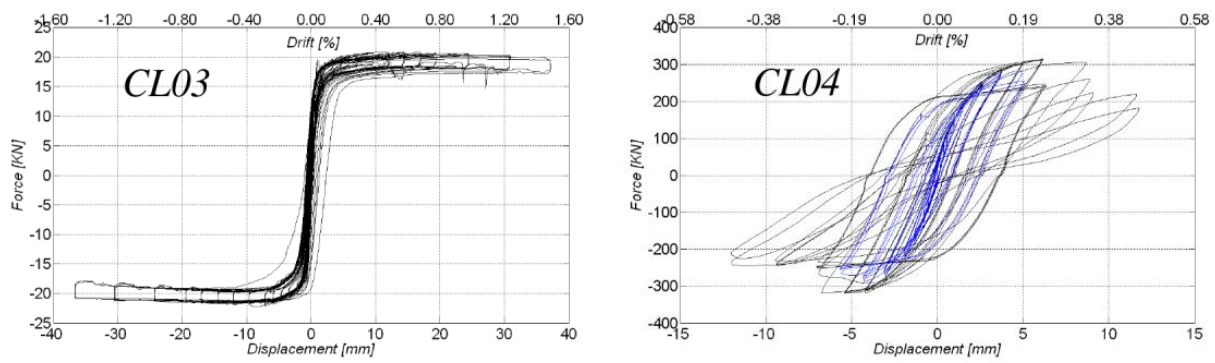 -1.60 -1.20 -0.80 -0.40 0.00 0.40 0.80 1.20 1.60
Drift [%]
25
20
15
10
5
0
-5
-10
-15
-20
-25
Force [KN]
CL03
-40 -30 -20 -10 0 10 20 30 40
Displacement [mm]
-0.58 -0.38 -0.19 0.00 0.19 0.38 0.58
Drift [%]
400
300
200
100
0
-100
-200
-300
-400
Force [KN]
CL04
-15 -10 -5 0 5 10 15
Displacement [mm]